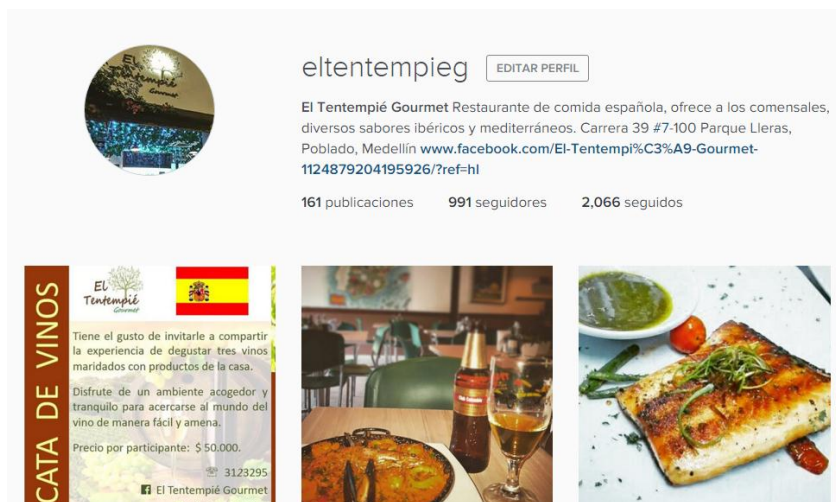 El
Tentempié
Gourmet
eltentempieg EDITAR PERFIL
El Tentempié Gourmet Restaurante de comida española, ofrece a los comensales,
diversos sabores ibéricos y mediterráneos. Carrera 39 #7-100 Parque Lleras,
Poblado, Medellín www.facebook.com/El-Tentempi%C3%A9-Gourmet-
1124879204195926/?ref=hl
161 publicaciones 991 seguidores 2,066 seguidos
CATA DE VINOS
El
Tentempié
Gourmet
Tiene el gusto de invitarle a compartir
la experiencia de degustar tres vinos
maridados con productos de la casa.
Disfrute de un ambiente acogedor y
tranquilo para acercarse al mundo del
vino de manera fácil y amena.
Precio por participante: $ 50.000.
3123295
El Tentempié Gourmet